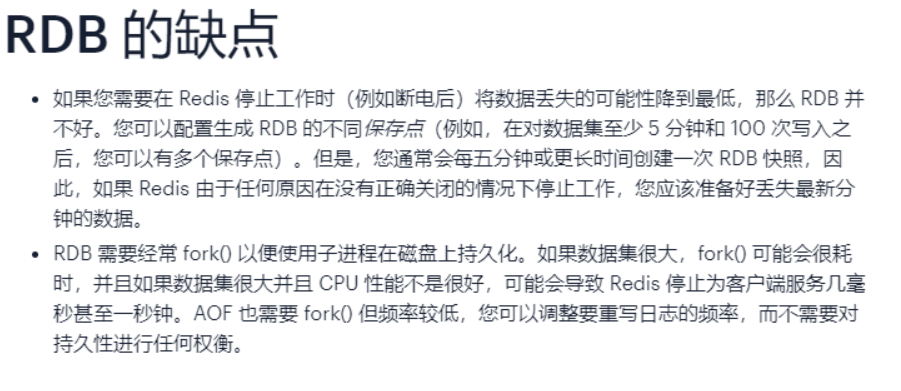 RDB 的缺点
• 如果您需要在 Redis 停止工作时（例如断电后）将数据丢失的可能性降到最低，那么 RDB 并
不好。您可以配置生成 RDB 的不同保存点（例如，在对数据集至少 5 分钟和 100 次写入之
后，您可以有多个保存点）。但是，您通常会每五分钟或更长时间创建一次 RDB 快照，因
此，如果 Redis 由于任何原因在没有正确关闭的情况下停止工作，您应该准备好丢失最新分
钟的数据。
• RDB 需要经常 fork() 以便使用子进程在磁盘上持久化。如果数据集很大，fork() 可能会很耗
时，并且如果数据集很大并且 CPU 性能不是很好，可能会导致 Redis 停止为客户端服务几毫
秒甚至一秒钟。AOF 也需要 fork() 但频率较低，您可以调整要重写日志的频率，而不需要对
持久性进行任何权衡。